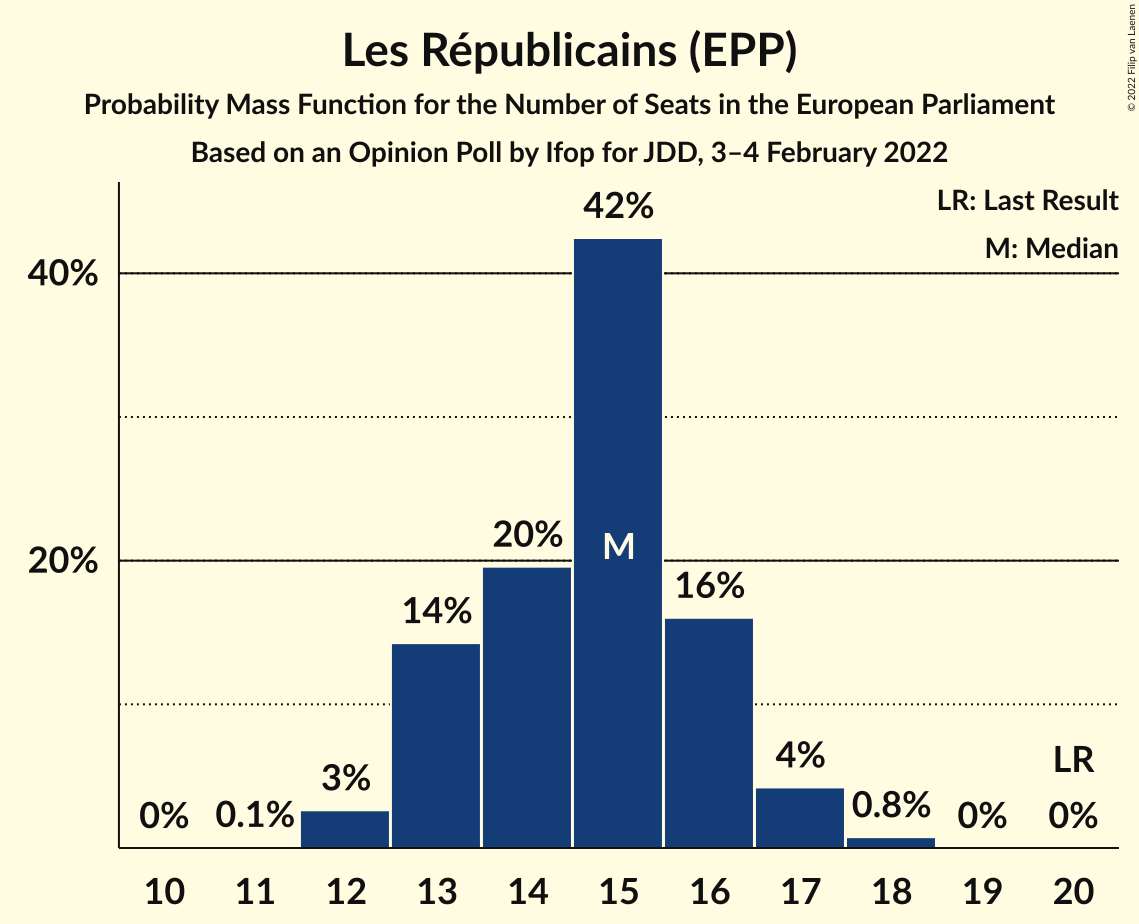 Les Républicains (EPP)
Probability Mass Function for the Number of Seats in the European Parliament
Based on an Opinion Poll by Ifop for JDD, 3–4 February 2022
© 2022 Filip van Laenen
LR: Last Result
M: Median
40%
20%
0%
0.1%
3%
14%
20%
42%
M
16%
4%
0.8%
0%
LR
0%
10 11 12 13 14 15 16 17 18 19 20